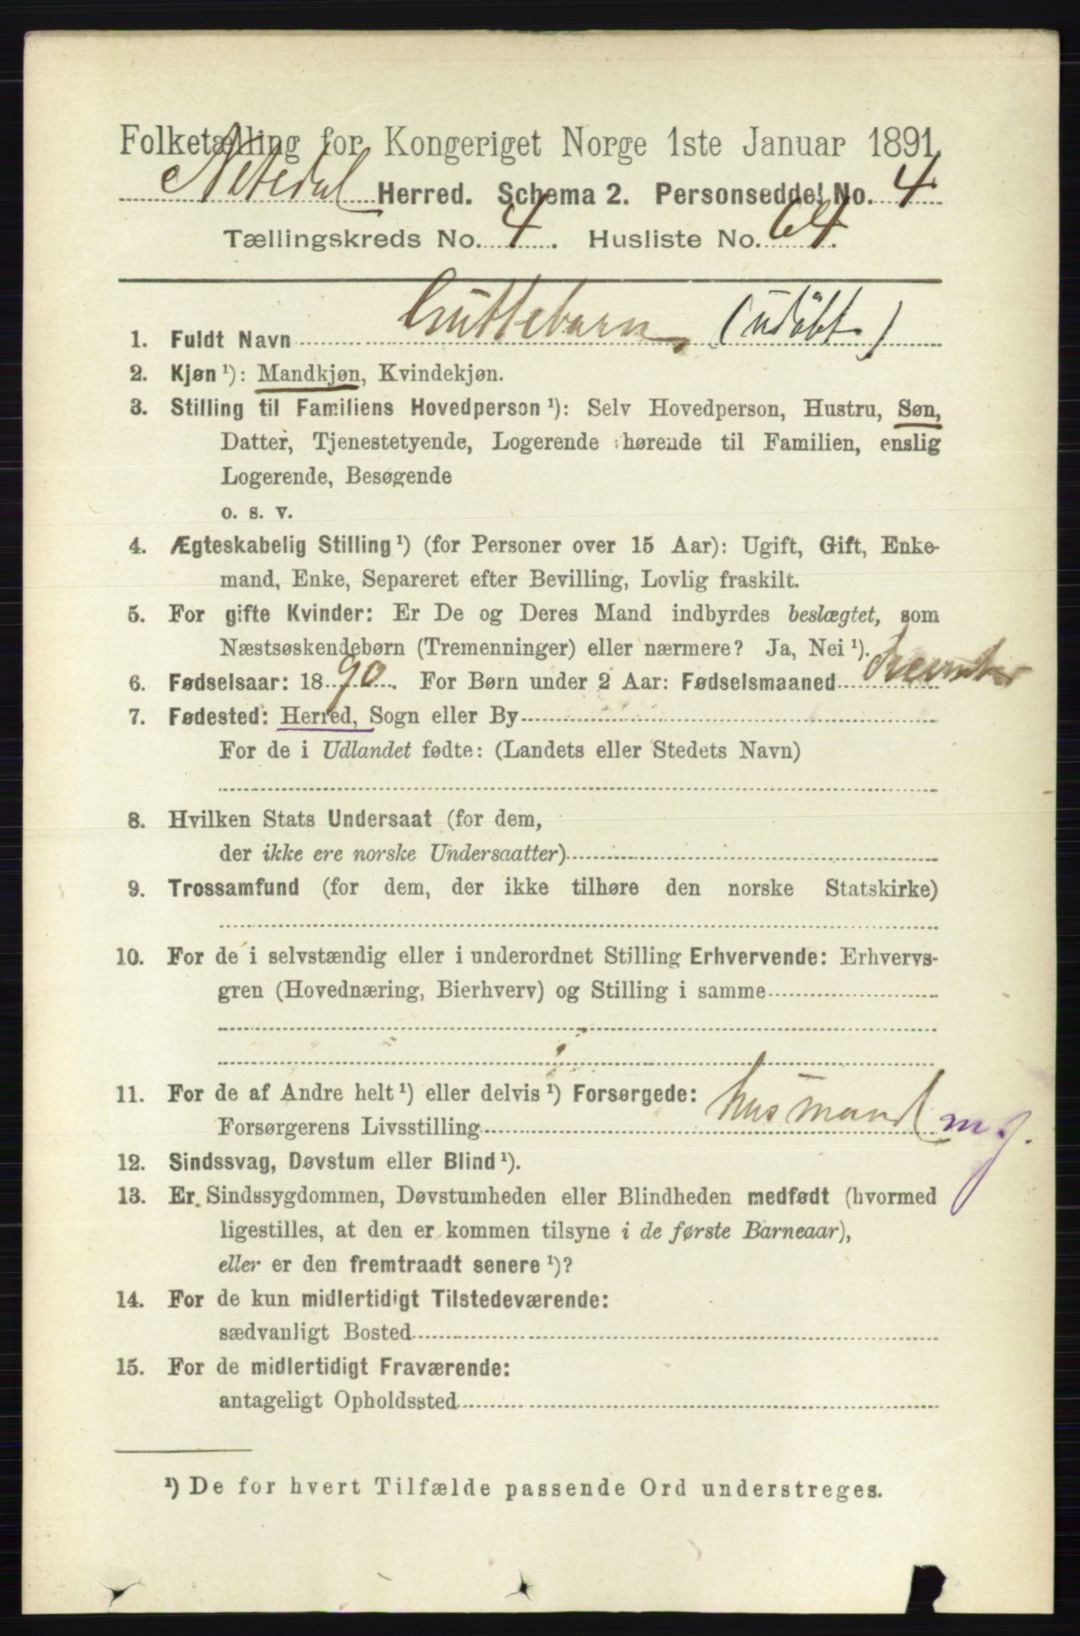 Folketælling for Kongeriget Norge 1ste Januar 1891.
Nitedal Herred. Schema 2. Personseddel No. 4
Tællingskreds No. 4. Husliste No. 64.
1. Fuldt Navn Guttebarn, (udøbt)
2. Kjøn ¹): Mandkjøn, Kvindekjøn.
3. Stilling til Familiens Hovedperson ¹): Selv Hovedperson, Hustru, Søn,
Datter, Tjenestetyende, Logerende hørende til Familien, enslig
Logerende, Besøgende
o. s. v.
4. Ægteskabelig Stilling ¹) (for Personer over 15 Aar): Ugift, Gift, Enke-
mand, Enke, Separeret efter Bevilling, Lovlig fraskilt.
5. For gifte Kvinder: Er De og Deres Mand indbyrdes beslægtet, som
Næstsøskendebørn (Tremenninger) eller nærmere? Ja, Nei ¹).
6. Fødselsaar: 1890. For Børn under 2 Aar: Fødselsmaaned December
7. Fødested: Herred, Sogn eller By
For de i Udlandet fødte: (Landets eller Stedets Navn)
8. Hvilken Stats Undersaat (for dem,
der ikke ere norske Undersaatter)
9. Trossamfund (for dem, der ikke tilhøre den norske Statskirke)
10. For de i selvstændig eller i underordnet Stilling Erhvervende: Erhvervs-
gren (Hovednæring, Bierhverv) og Stilling i samme
11. For de af Andre helt ¹) eller delvis ¹) Forsørgede:
Forsørgerens Livsstilling husmand m j.
12. Sindssvag, Døvstum eller Blind ¹).
13. Er Sindssygdommen, Døvstumheden eller Blindheden medfødt (hvormed
ligestilles, at den er kommen tilsyne i de første Barneaar),
eller er den fremtraadt senere ¹)?
14. For de kun midlertidigt Tilstedeværende:
sædvanligt Bosted
15. For de midlertidigt Fraværende:
antageligt Opholdssted
¹) De for hvert Tilfælde passende Ord understreges.